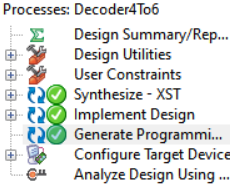 Processes: Decoder4To6
Design Summary/Rep...
Design Utilities
User Constraints
Synthesize - XST
Implement Design
Generate Programmi...
Configure Target Device
Analyze Design Using ...